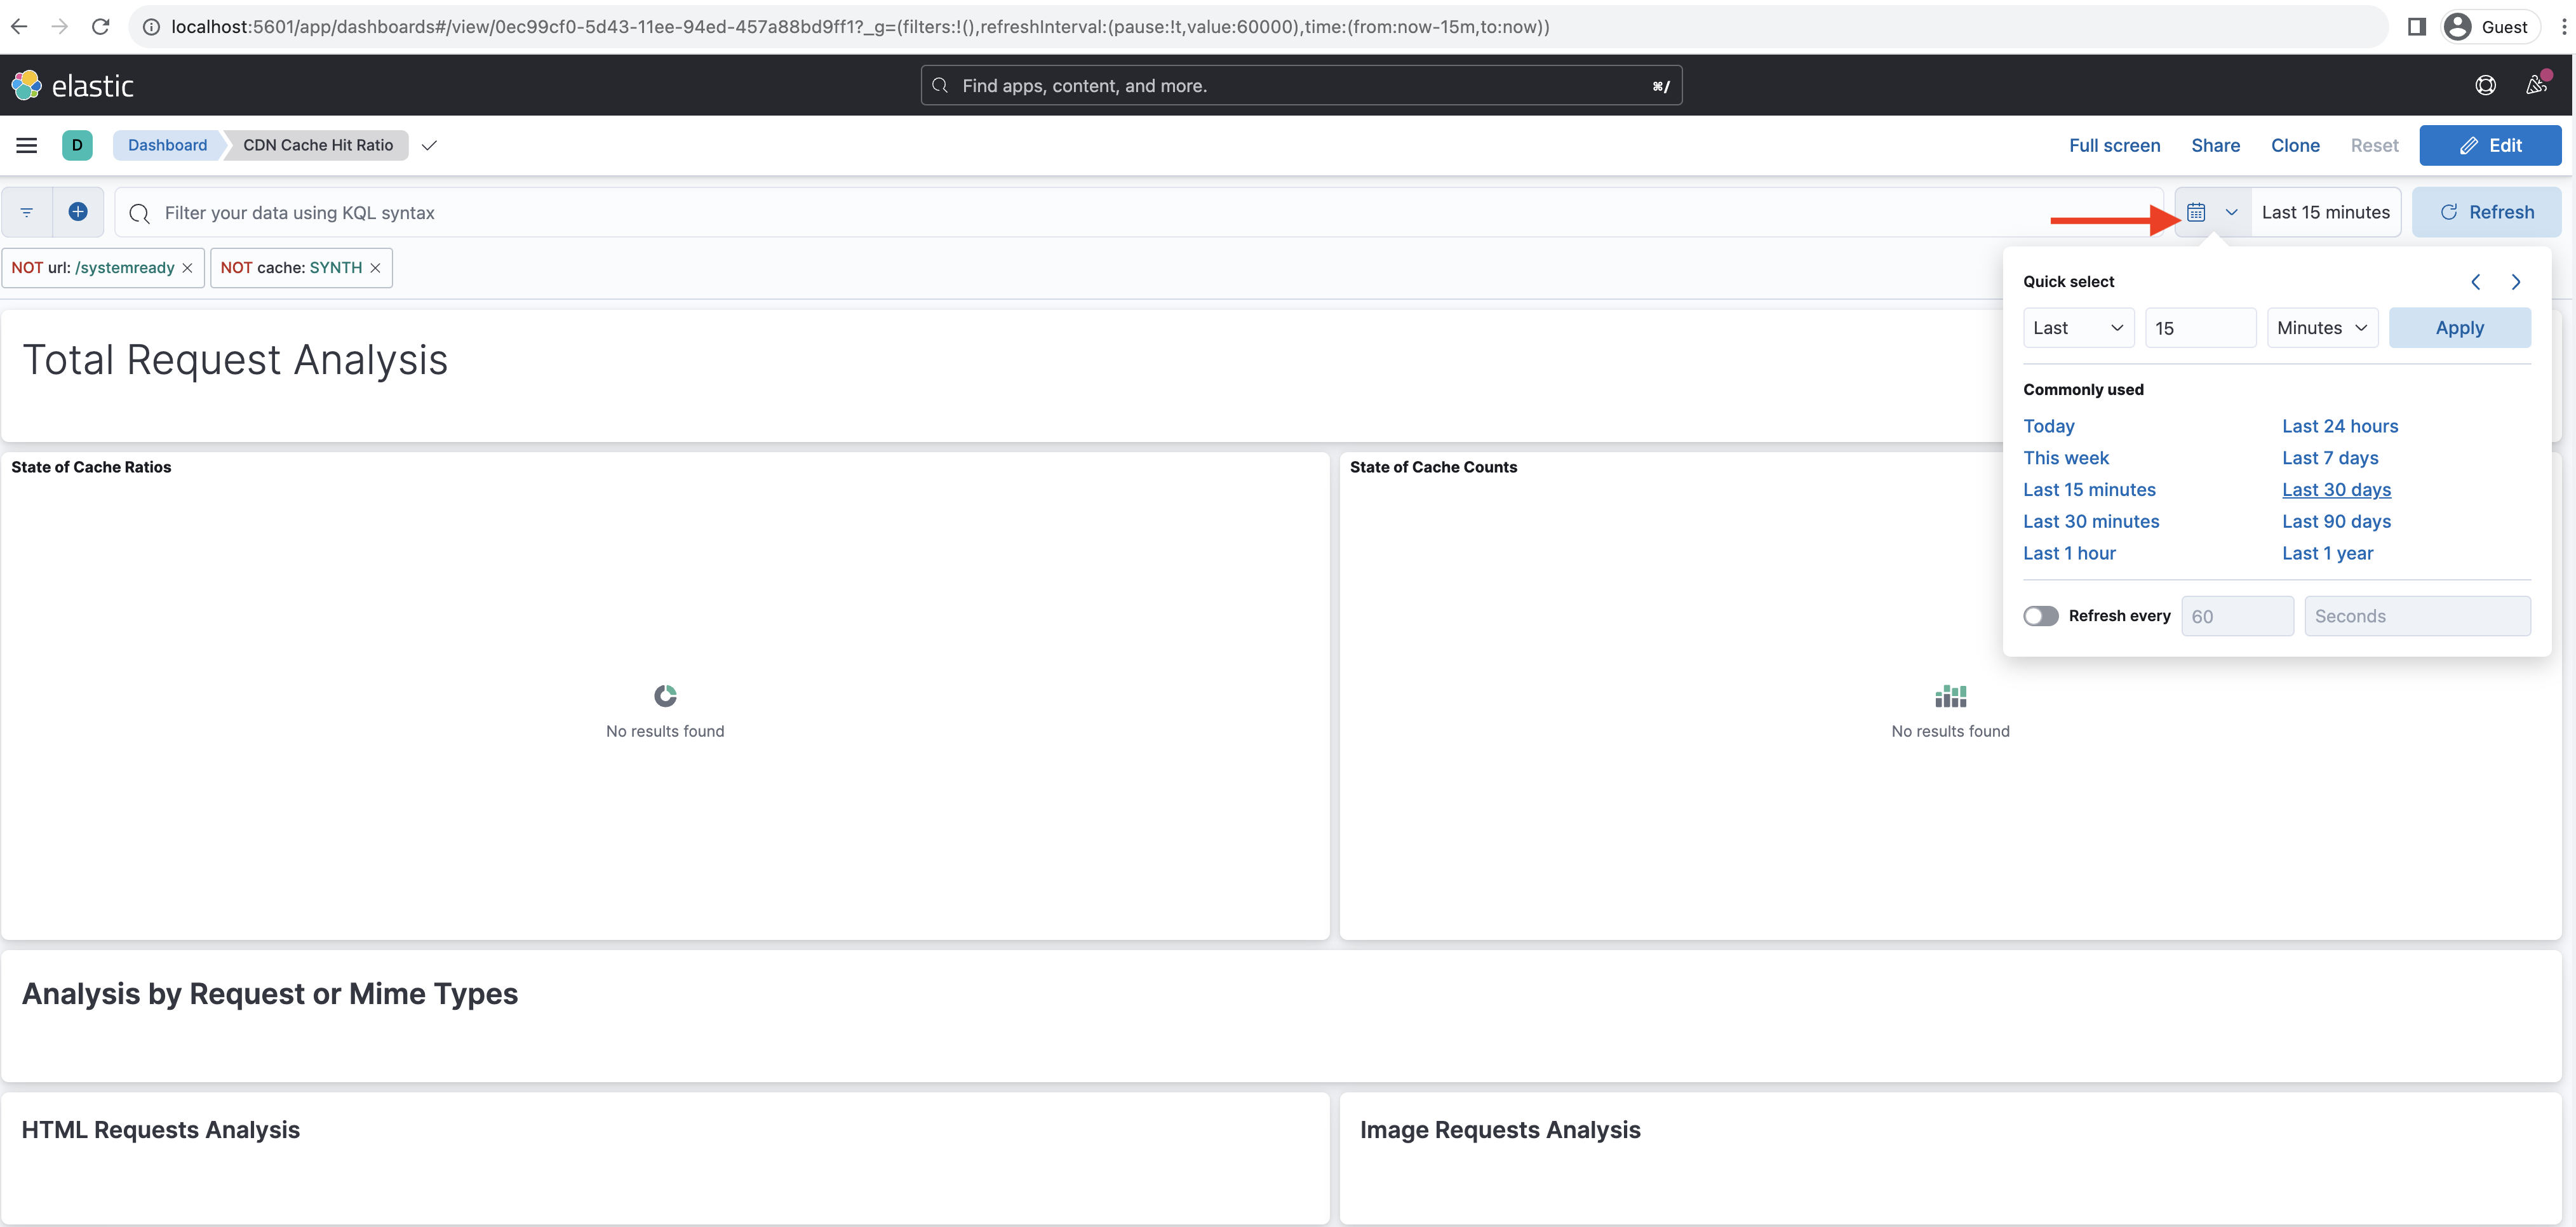 localhost:5601/app/dashboards#/view/0ec99cf0-5d43-11ee-94ed-457a88bd9ff1?_g=(filters:!(),refreshInterval:(pause:!t,value:60000),time:(from:now-15m,to:now))
Guest
elastic
Find apps, content, and more.
⌘/
D
Dashboard
CDN Cache Hit Ratio
Full screen
Share
Clone
Reset
Edit
Filter your data using KQL syntax
Last 15 minutes
Refresh
NOT url: /systemready
NOT cache: SYNTH
Quick select
Last
15
Minutes
Apply
Commonly used
Today
Last 24 hours
This week
Last 7 days
Last 15 minutes
Last 30 days
Last 30 minutes
Last 90 days
Last 1 hour
Last 1 year
Refresh every
60
Seconds
Total Request Analysis
State of Cache Ratios
No results found
State of Cache Counts
No results found
Analysis by Request or Mime Types
HTML Requests Analysis
Image Requests Analysis